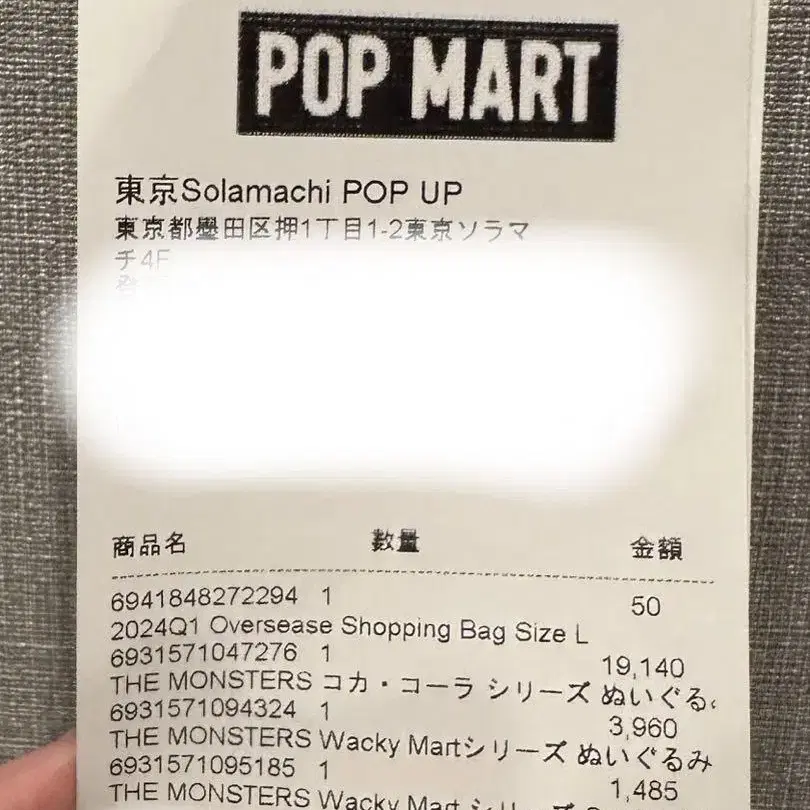 POP MART
東京Solamachi POP UP
東京都墨田区押1丁目1-2東京ソラマ
チ4F
商品名 数量 金額
6941848272294 1 50
2024Q1 Oversease Shopping Bag Size L
6931571047276 1 19,140
THE MONSTERS コカ・コーラ シリーズ ぬいぐる
6931571094324 1 3,960
THE MONSTERS Wacky Martシリーズ ぬいぐるみ
6931571095185 1 1,485
THE MONSTERS Wacky Mart シリーズ